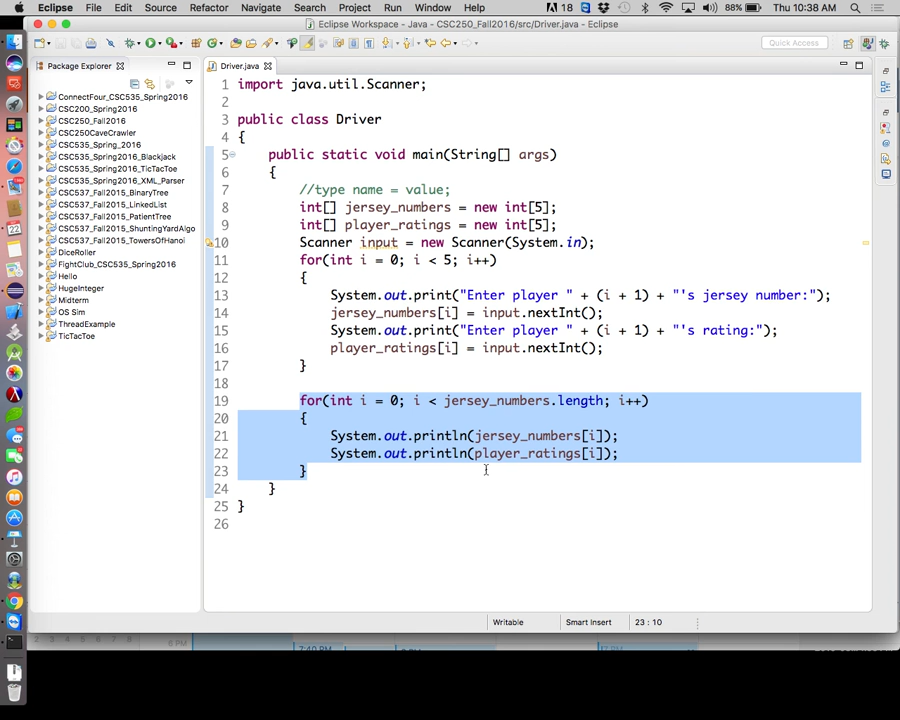 Eclipse File Edit Source Refactor Navigate Search Project Run Window Help 18 88% Thu 10:38 AM
Eclipse Workspace - Java - CSC250_Fall2016/src/Driver.java - Eclipse
Quick Access
Package Explorer
Driver.java
ConnectFour_CSC535_Spring2016
CSC200_Spring2016
CSC250_Fall2016
CSC250CaveCrawler
CSC535_Spring_2016
CSC535_Spring2016_Blackjack
CSC535_Spring2016_TicTacToe
CSC535_Spring2016_XML_Parser
CSC537_Fall2015_BinaryTree
CSC537_Fall2015_LinkedList
CSC537_Fall2015_PatientTree
CSC537_Fall2015_ShuntingYardAlgo
CSC537_Fall2015_TowersOfHanoi
DiceRoller
FightClub_CSC535_Spring2016
Hello
HugeInteger
Midterm
OS Sim
ThreadExample
TicTacToe
1 import java.util.Scanner;
2
3 public class Driver
4 {
5 public static void main(String[] args)
6 {
7 //type name = value;
8 int[] jersey_numbers = new int[5];
9 int[] player_ratings = new int[5];
10 Scanner input = new Scanner(System.in);
11 for(int i = 0; i < 5; i++)
12 {
13 System.out.print("Enter player " + (i + 1) + "'s jersey number:");
14 jersey_numbers[i] = input.nextInt();
15 System.out.print("Enter player " + (i + 1) + "'s rating:");
16 player_ratings[i] = input.nextInt();
17 }
18
19 for(int i = 0; i < jersey_numbers.length; i++)
20 {
21 System.out.println(jersey_numbers[i]);
22 System.out.println(player_ratings[i]);
23 }
24 }
25 }
26
Writable Smart Insert 23 : 10